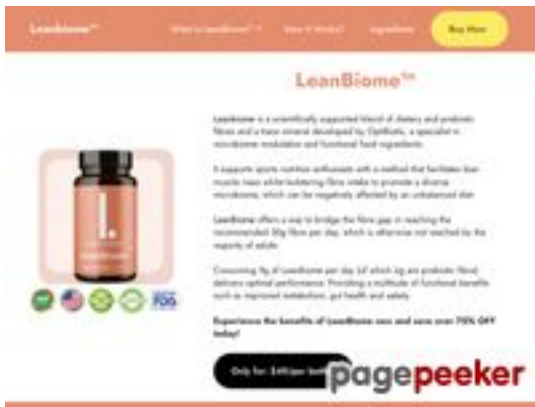 Leanbiome™
What is LeanBiome™ ?
How It Works?
Ingredients
Buy Now
LeanBiome™
Leanbiome is a scientifically supported blend of dietary and prebiotic
fibres and a trace mineral developed by OptiBiotix, a specialist in
microbiome modulation and functional food ingredients
It supports sports nutrition enthusiasts with a method that facilitates lean
muscle mass whilst bolstering fibre intake to promote a diverse
microbiome, which can be negatively affected by an unbalanced diet
LeanBiome offers a way to bridge the fibre gap in reaching the
recommended 30g fibre per day, which is otherwise not reached by the
majority of adults
Consuming 9g of LeanBiome per day (of which are prebiotic fibre)
delivers optimal performance. Providing a multitude of functional benefits
such as improved metabolism, gut health and satiety
Experience the benefits of LeanBiome now and save over 70% OFF
today!
FDA
Only for:
pagepeeker